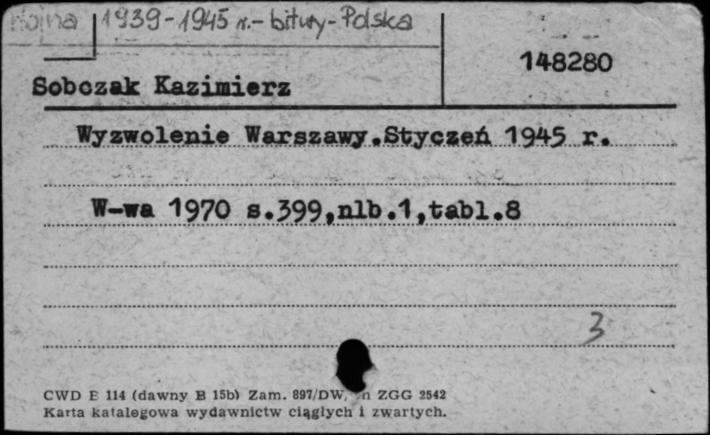 Wojna 1939-1945 r.- bitwy- Polska
148280
Sobczak Kazimierz
Wyzwolenie Warszawy.Styczeń 1945 r.
W-wa 1970 s.399,nlb.1,tabl.8
3
CWD E 114 (dawny B 15b) Zam. 897/DW, n ZGG 2542
Karta katalogowa wydawnictw ciągłych i zwartych.